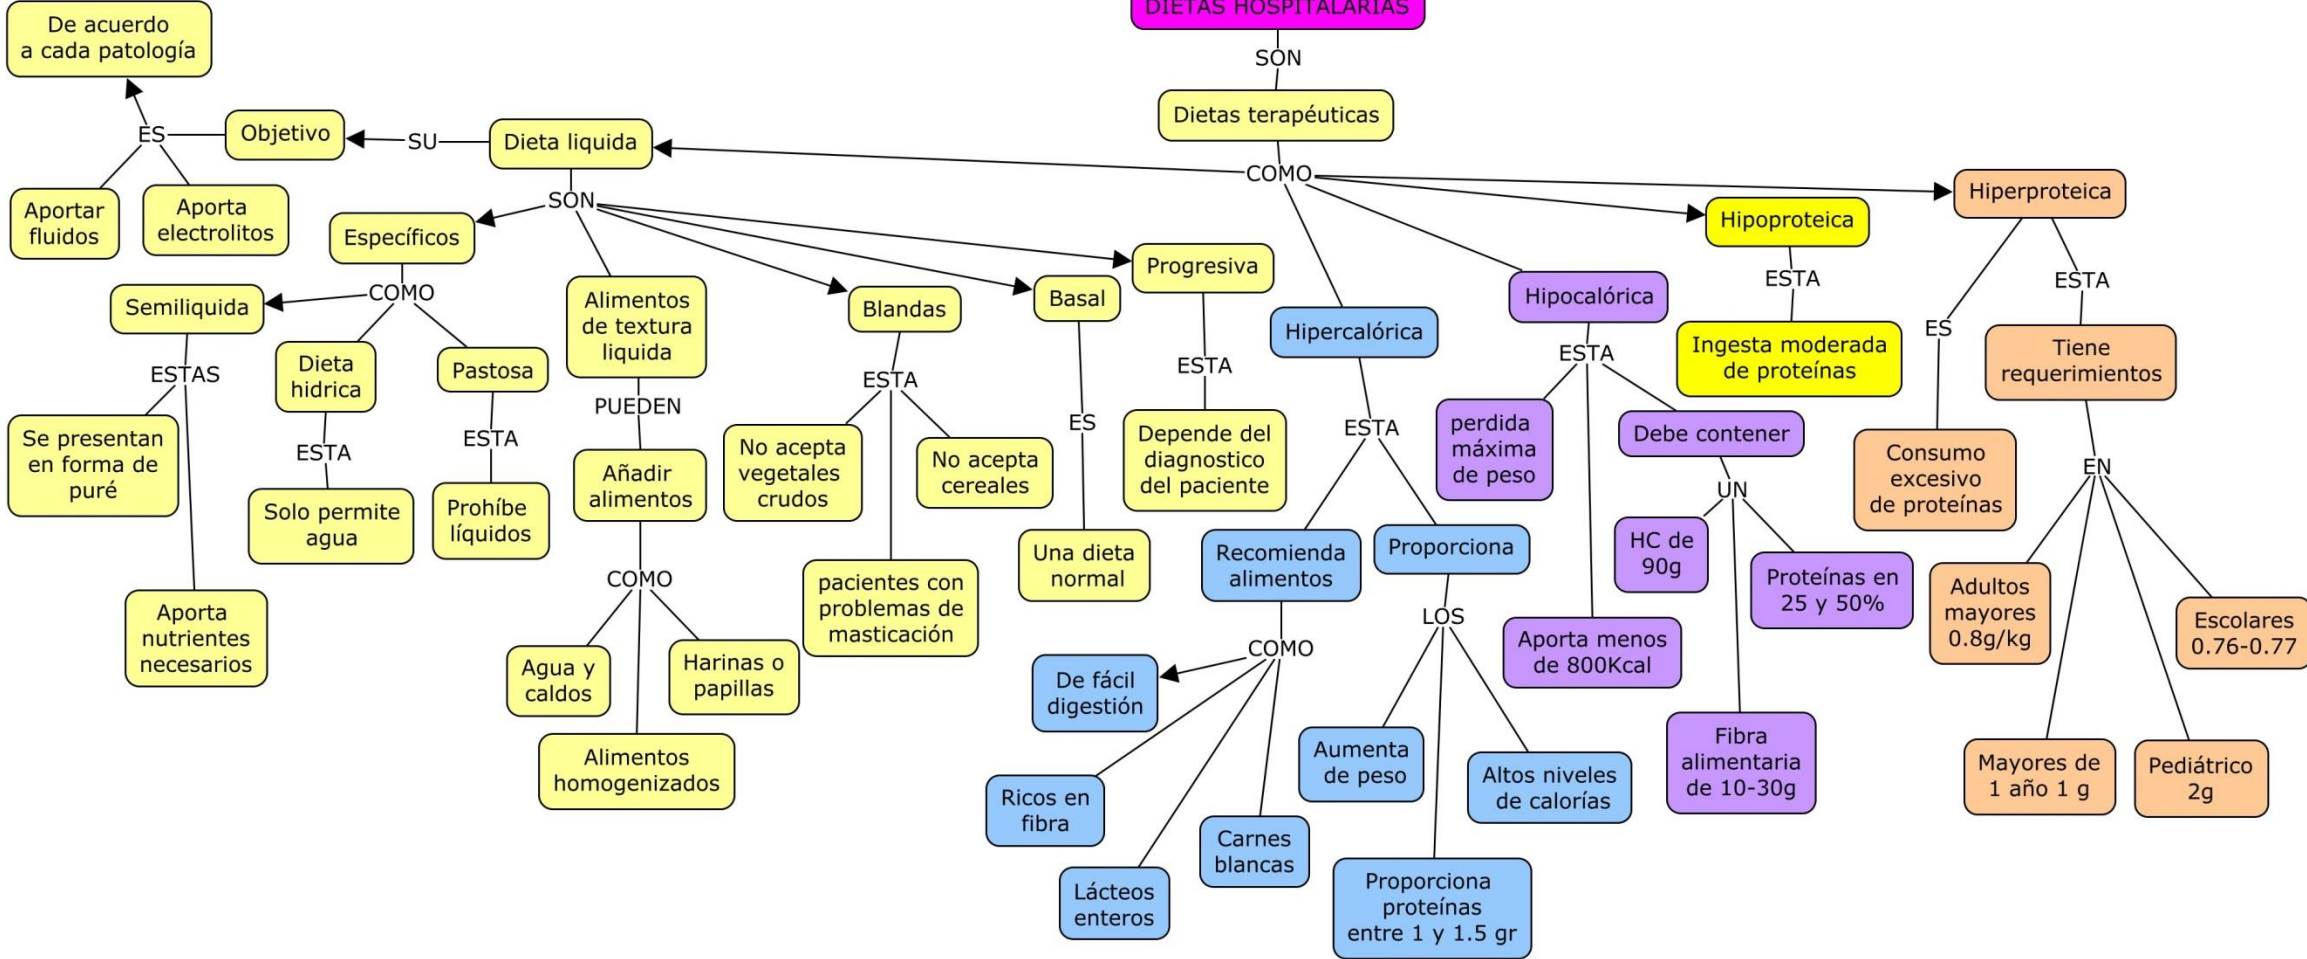 DIETAS HOSPITALARIAS
SON
Dietas terapéuticas
COMO
De acuerdo
a cada patología
ES
Objetivo
SU
Dieta liquida
Aportar
fluidos
Aporta
electrolitos
SON
Específicos
COMO
Semiliquida
ESTAS
Se presentan
en forma de
puré
Aporta
nutrientes
necesarios
Dieta
hidrica
ESTA
Solo permite
agua
Pastosa
ESTA
Prohíbe
líquidos
Alimentos
de textura
liquida
PUEDEN
Añadir
alimentos
COMO
Agua y
caldos
Harinas o
papillas
Alimentos
homogenizados
Blandas
ESTA
No acepta
vegetales
crudos
No acepta
cereales
pacientes con
problemas de
masticación
Basal
ES
Una dieta
normal
Progresiva
ESTA
Depende del
diagnostico
del paciente
Hipercalórica
ESTA
Recomienda
alimentos
COMO
De fácil
digestión
Ricos en
fibra
Lácteos
enteros
Carnes
blancas
Proporciona
LOS
Aumenta
de peso
Proporciona
proteínas
entre 1 y 1.5 gr
Altos niveles
de calorías
Hipocalórica
ESTA
perdida
máxima
de peso
Aporta menos
de 800Kcal
Debe contener
UN
HC de
90g
Proteínas en
25 y 50%
Fibra
alimentaria
de 10-30g
Hipoproteica
ESTA
Ingesta moderada
de proteínas
Hiperproteica
ES
Consumo
excesivo
de proteínas
ESTA
Tiene
requerimientos
EN
Adultos
mayores
0.8g/kg
Mayores de
1 año 1 g
Pediátrico
2g
Escolares
0.76-0.77